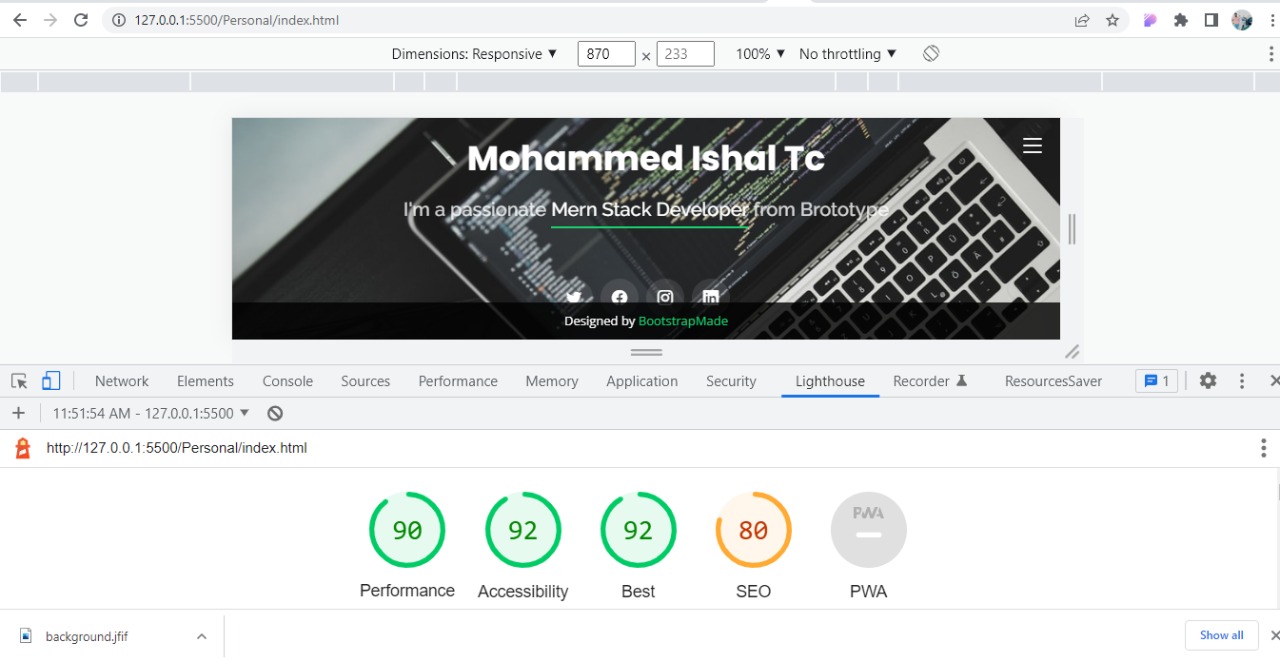 127.0.0.1:5500/Personal/index.html
Dimensions: Responsive ▼ 870 x 233 100% ▼ No throttling ▼
Mohammed Ishal Tc
I'm a passionate Mern Stack Developer from Brototype
Designed by BootstrapMade
Network Elements Console Sources Performance Memory Application Security Lighthouse Recorder ResourcesSaver 1
11:51:54 AM - 127.0.0.1:5500 ▼
http://127.0.0.1:5500/Personal/index.html
90 92 92 80 PWA
Performance Accessibility Best SEO PWA
background.jfif Show all